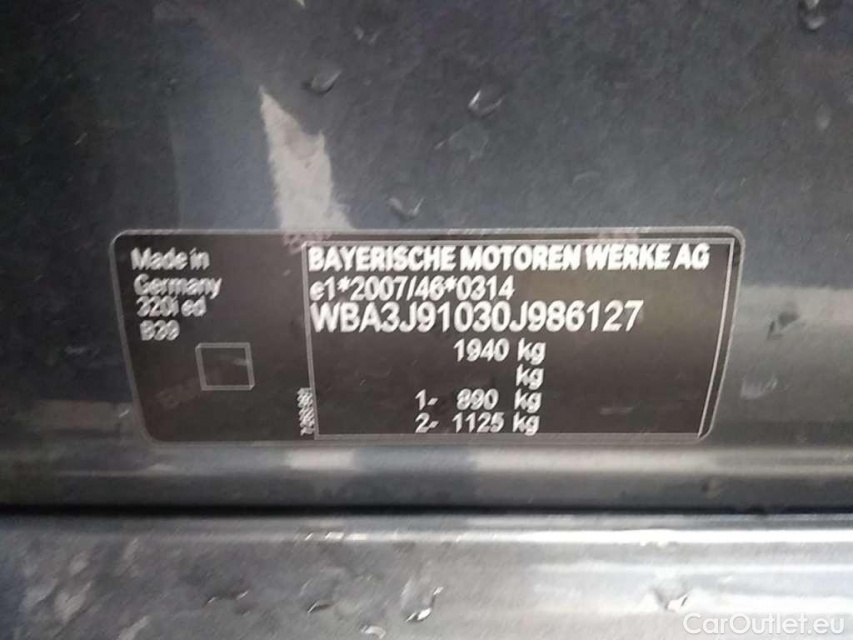 Made in
Germany
320i ed
B39
BAYERISCHE MOTOREN WERKE AG
e1*2007/46*0314
WBA3J91030J986127
1940 kg
kg
1- 890 kg
2- 1125 kg
CarOutlet.eu